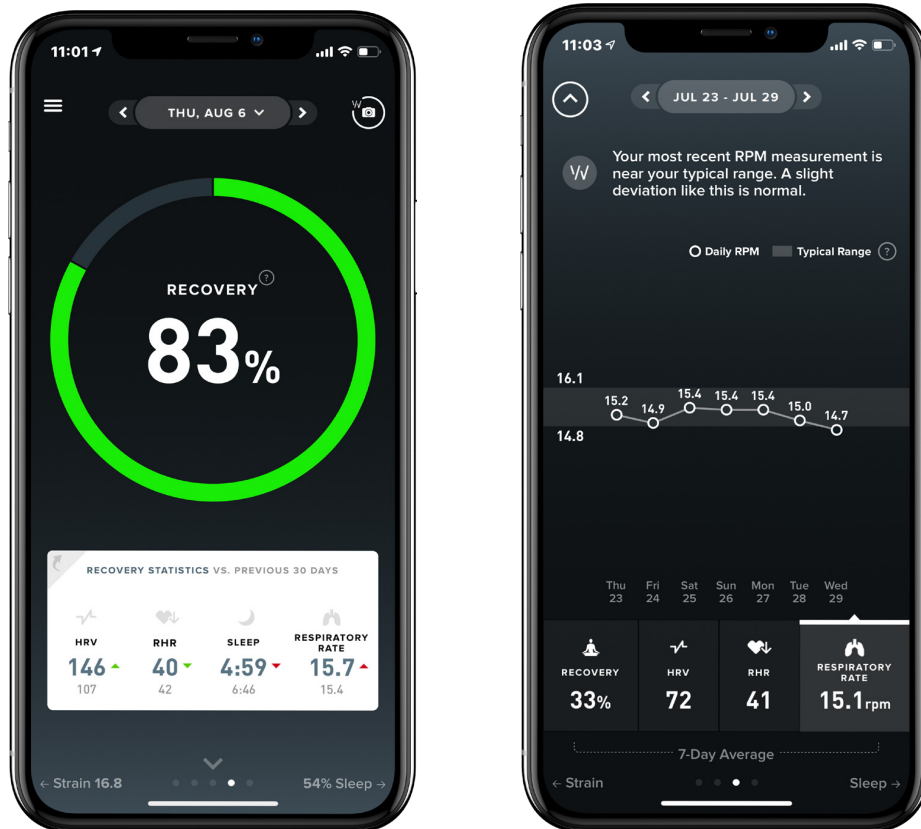 11:01
THU, AUG 6
W
RECOVERY ?
83%
RECOVERY STATISTICS VS. PREVIOUS 30 DAYS
HRV
RHR
SLEEP
RESPIRATORY
RATE
146
40
4:59
15.7
107
42
6:46
15.4
← Strain 16.8
54% Sleep →
11:03
JUL 23 - JUL 29
W
Your most recent RPM measurement is
near your typical range. A slight
deviation like this is normal.
Daily RPM
Typical Range ?
16.1
15.2
14.9
15.4
15.4
15.4
15.0
14.7
14.8
Thu Fri Sat Sun Mon Tue Wed
23 24 25 26 27 28 29
RECOVERY
33%
HRV
72
RHR
41
RESPIRATORY
RATE
15.1rpm
7-Day Average
← Strain
Sleep →